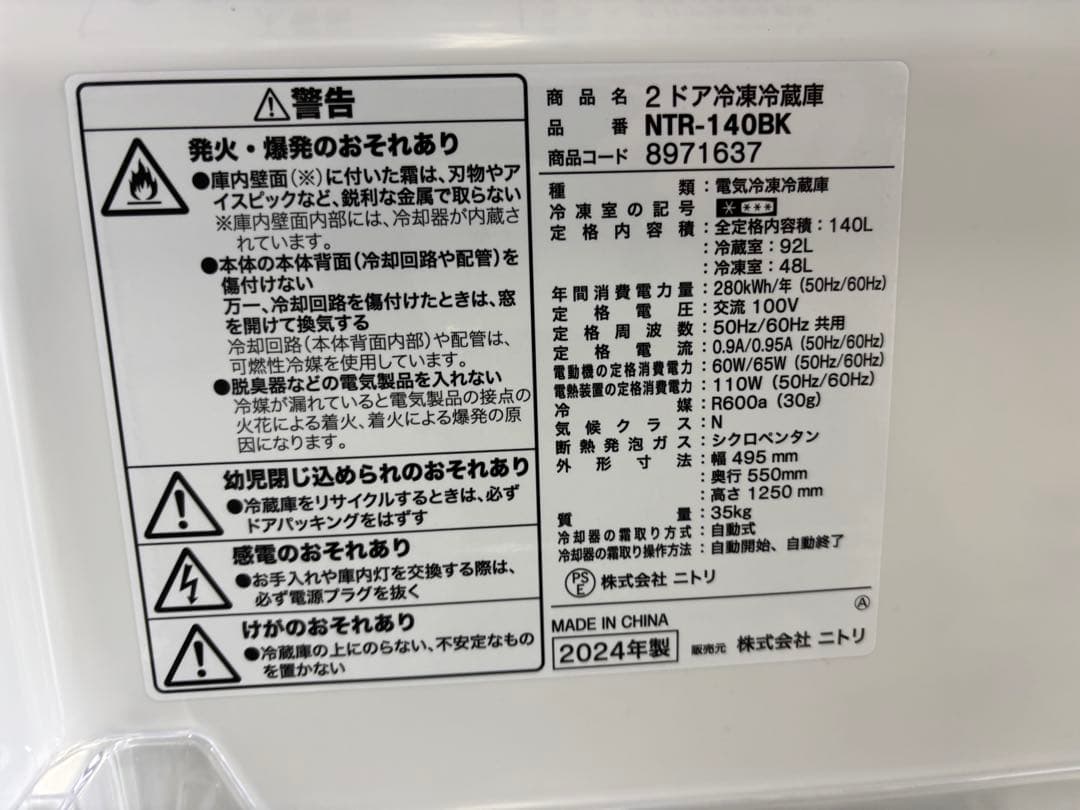 ⚠警告
発火・爆発のおそれあり
●庫内壁面(※)に付いた霜は、刃物やア
イスピックなど、鋭利な金属で取らない
※庫内壁面内部には、冷却器が内蔵さ
れています。
●本体の本体背面(冷却回路や配管)を
傷付けない
万一、冷却回路を傷付けたときは、窓
を開けて換気する
冷却回路(本体背面内部)や配管は、
可燃性冷媒を使用しています。
●脱臭器などの電気製品を入れない
冷媒が漏れていると電気製品の接点の
火花による着火、着火による爆発の原
因になります。
幼児閉じ込められのおそれあり
●冷蔵庫をリサイクルするときは、必ず
ドアパッキングをはずす
感電のおそれあり
●お手入れや庫内灯を交換する際は、
必ず電源プラグを抜く
けがのおそれあり
●冷蔵庫の上にのらない、不安定なもの
を置かない
商品名 2ドア冷凍冷蔵庫
品番 NTR-140BK
商品コード 8971637
種類:電気冷凍冷蔵庫
冷凍室の記号 * ***
定格内容積:全定格内容積:140L
:冷蔵室:92L
:冷凍室:48L
年間消費電力量:280kWh/年 (50Hz/60Hz)
定格電圧:交流 100V
定格周波数:50Hz/60Hz 共用
定格電流:0.9A/0.95A (50Hz/60Hz)
電動機の定格消費電力:60W/65W (50Hz/60Hz)
電熱装置の定格消費電力:110W (50Hz/60Hz)
冷媒:R600a (30g)
気候クラス:N
断熱発泡ガス:シクロペンタン
外形寸法:幅 495 mm
:奥行 550mm
:高さ 1250 mm
質量:35kg
冷却器の霜取り方式:自動式
冷却器の霜取り操作方法:自動開始、自動終了
PSE 株式会社 ニトリ
Ⓐ
MADE IN CHINA
2024年製 販売元 株式会社 ニトリ